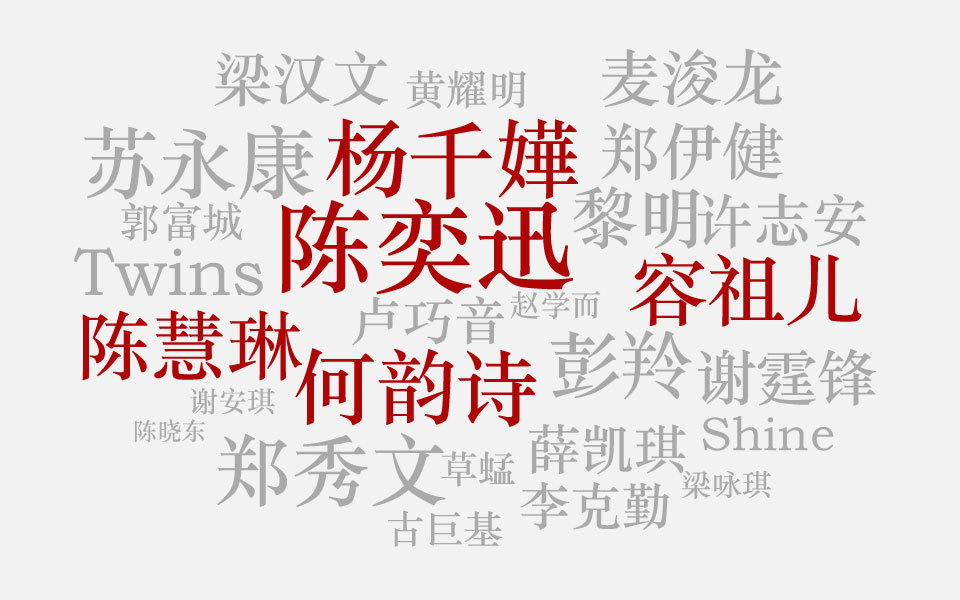 梁汉文
黄耀明
麦浚龙
苏永康
杨千嬅
郑伊健
郭富城
陈奕迅
黎明
许志安
Twins
容祖儿
卢巧音
赵学而
陈慧琳
何韵诗
彭羚
谢霆锋
谢安琪
陈晓东
郑秀文
草蜢
薛凯琪
Shine
梁咏琪
李克勤
古巨基